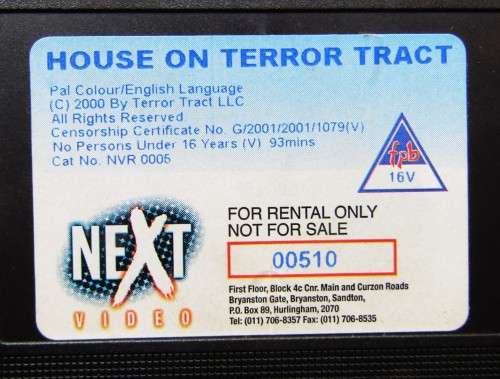 HOUSE ON TERROR TRACT
Pal Colour/English Language
(C) 2000 By Terror Tract LLC
All Rights Reserved
Censorship Certificate No. G/2001/2001/1079(V)
No Persons Under 16 Years (V) 93mins
Cat No. NVR 0005
fpb
16V
NEXT
VIDEO
FOR RENTAL ONLY
NOT FOR SALE
00510
First Floor, Block 4c Cnr. Main and Curzon Roads
Bryanston Gate, Bryanston, Sandton,
P.O. Box 89, Hurlingham, 2070
Tel: (011) 706-8357 Fax: (011) 706-8535